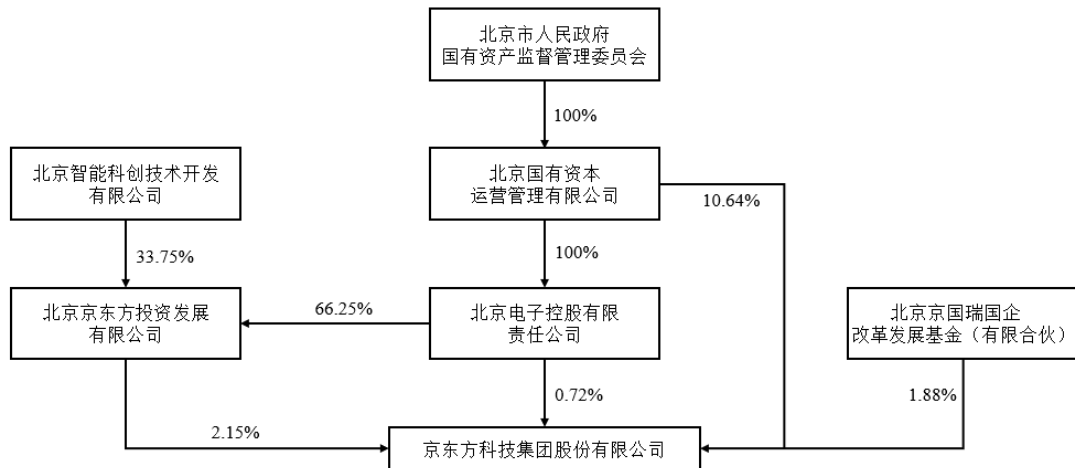 北京市人民政府
国有资产监督管理委员会
100%
北京智能科创技术开发
有限公司
北京国有资本
运营管理有限公司
10.64%
33.75%
100%
北京京东方投资发展
有限公司
66.25%
北京电子控股有限
责任公司
北京京国瑞国企
改革发展基金（有限合伙）
0.72%
1.88%
2.15%
京东方科技集团股份有限公司